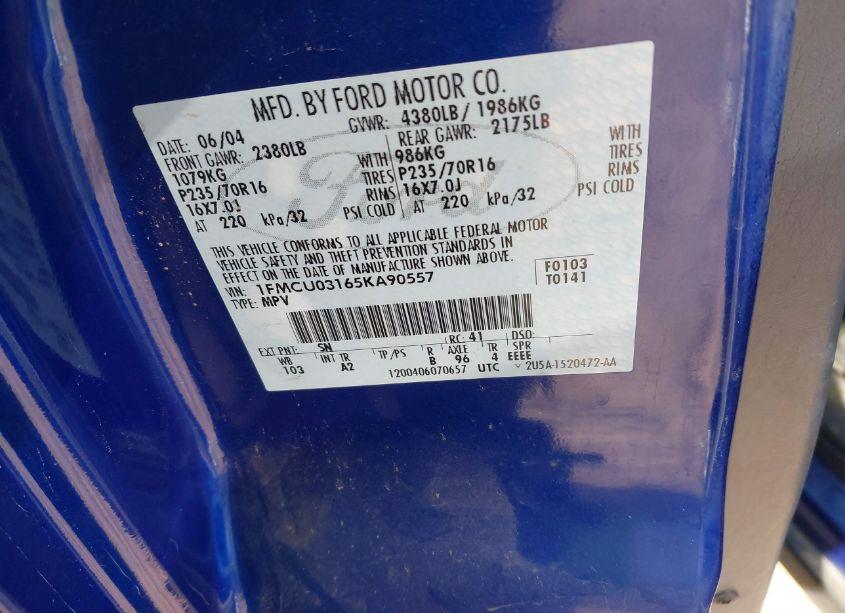 MFD. BY FORD MOTOR CO.
DATE: 06/04 GVWR: 4380LB/ 1986KG
FRONT GAWR: 2380LB REAR GAWR: 2175LB
1079KG WITH 986KG WITH
P235/70R16 TIRES P235/70R16 TIRES
16X7.0J RIMS 16X7.0J RIMS
AT 220 kPa/32 PSI COLD AT 220 kPa/32 PSI COLD
Ford
THIS VEHICLE CONFORMS TO ALL APPLICABLE FEDERAL MOTOR
VEHICLE SAFETY AND THEFT PREVENTION STANDARDS IN
EFFECT ON THE DATE OF MANUFACTURE SHOWN ABOVE.
VIN: 1FMCU03165KA90557 F0103
TYPE: MPV T0141
EXT PNT: SN RC: 41 DSO:
WB INT TR TP/PS R AXLE TR SPR
103 A2 B 96 4 EEEE
1200406070657 UTC 2U5A-1520472-AA